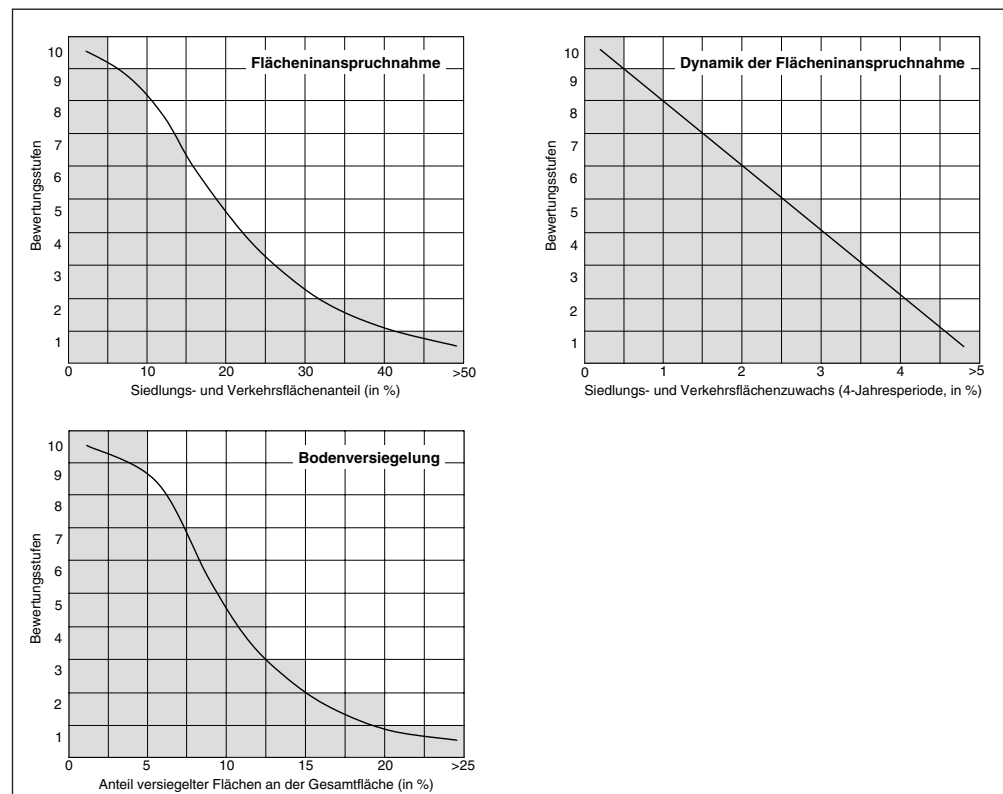 Flächeninanspruchnahme
Bewertungsstufen
10
9
8
7
6
5
4
3
2
1
0 10 20 30 40 >50
Siedlungs- und Verkehrsflächenanteil (in %)
Dynamik der Flächeninanspruchnahme
Bewertungsstufen
10
9
8
7
6
5
4
3
2
1
0 1 2 3 4 >5
Siedlungs- und Verkehrsflächenzuwachs (4-Jahresperiode, in %)
Bodenversiegelung
Bewertungsstufen
10
9
8
7
6
5
4
3
2
1
0 5 10 15 20 >25
Anteil versiegelter Flächen an der Gesamtfläche (in %)